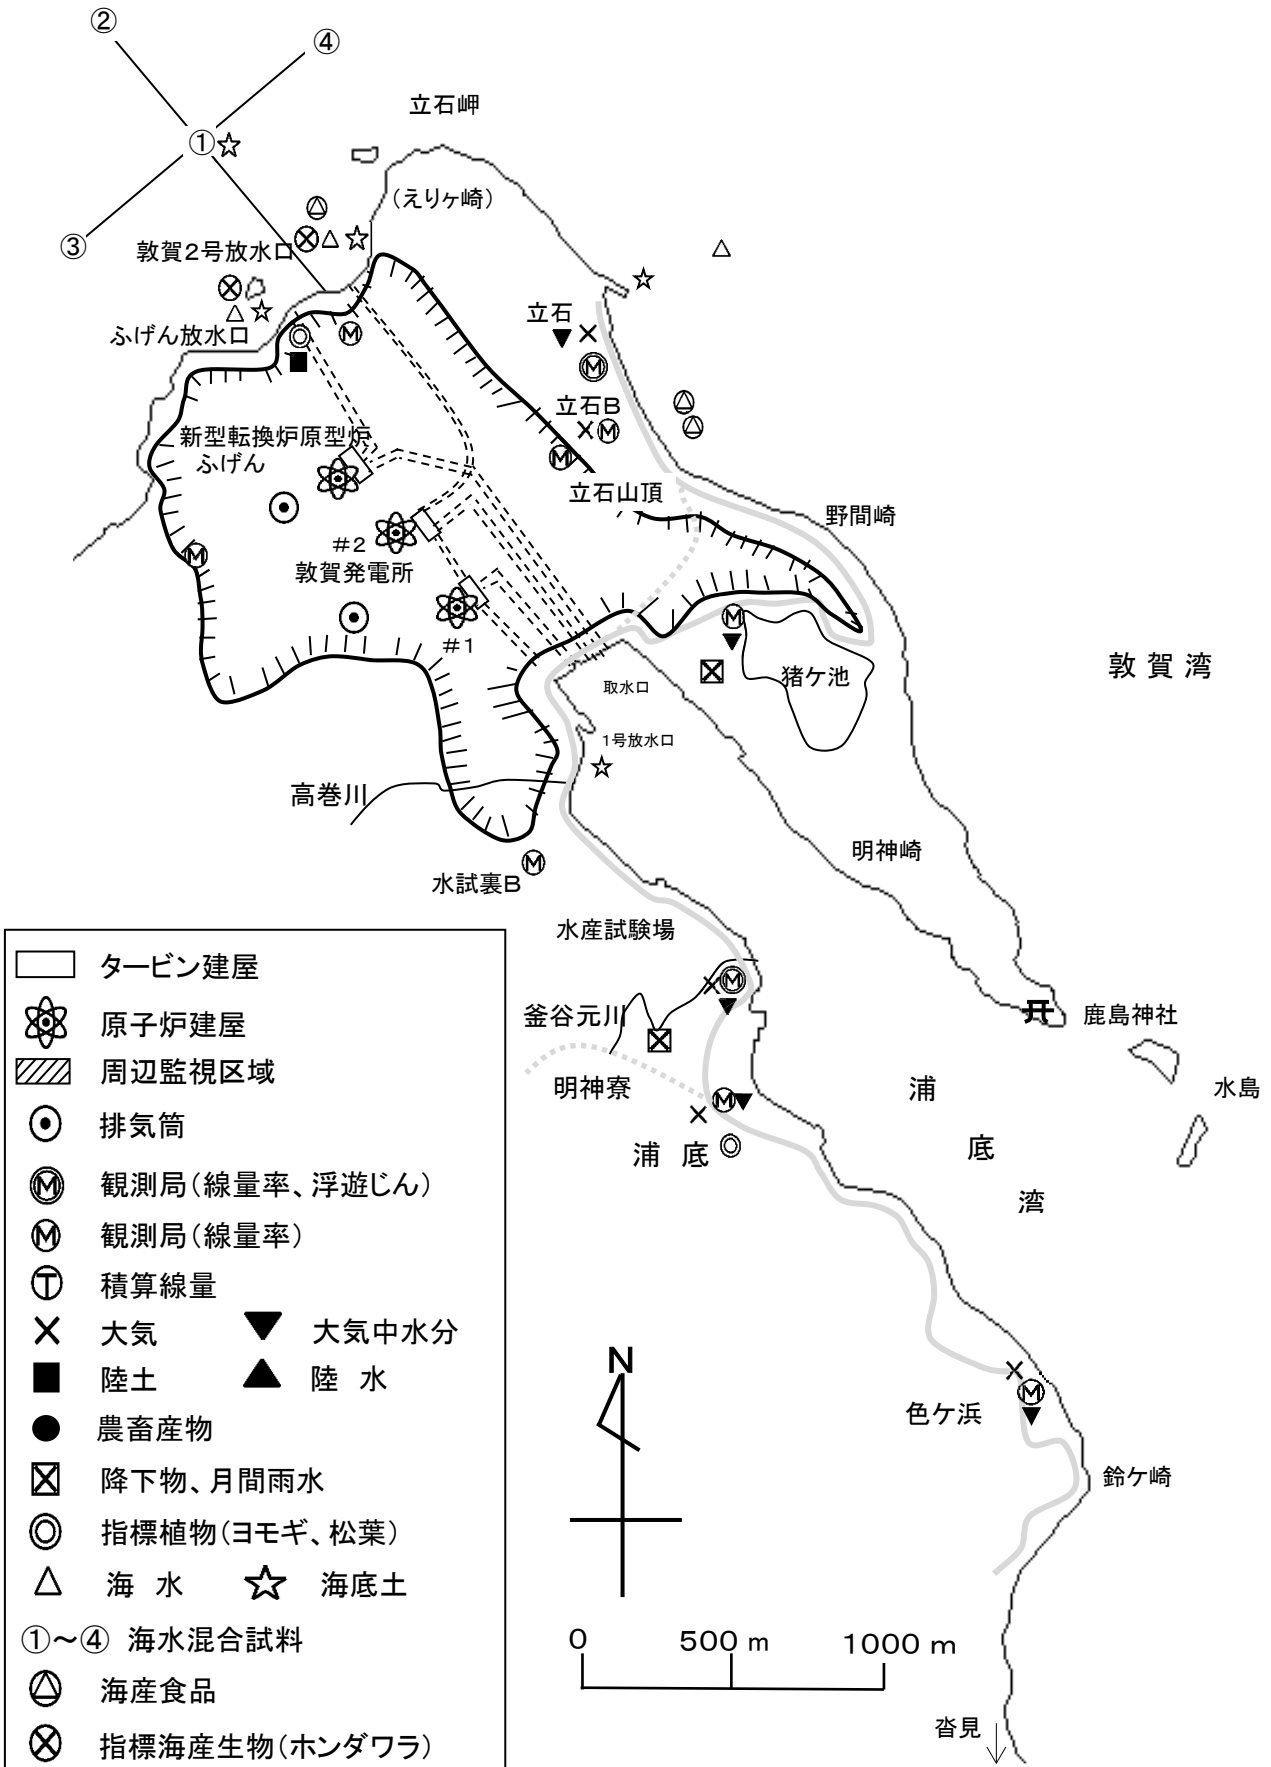 ②
④
立石岬
①
(えりヶ崎)
③
敦賀２号放水口
立石
ふげん放水口
M
M
立石B
M
M
新型転換炉原型炉
ふげん
立石山頂
野間崎
#2
M
敦賀発電所
M
#1
敦賀湾
猪ケ池
取水口
1号放水口
高巻川
明神崎
M
水試裏B
水産試験場
M
釜谷元川
鹿島神社
明神寮
M
浦
水島
浦 底
底
湾
M
色ケ浜
鈴ケ崎
N
0 500 m 1000 m
沓見
タービン建屋
原子炉建屋
周辺監視区域
排気筒
M 観測局(線量率、浮遊じん)
M 観測局(線量率)
T 積算線量
大気 大気中水分
陸土 陸 水
農畜産物
降下物、月間雨水
指標植物(ヨモギ、松葉)
海 水 海底土
①～④ 海水混合試料
海産食品
指標海産生物(ホンダワラ)